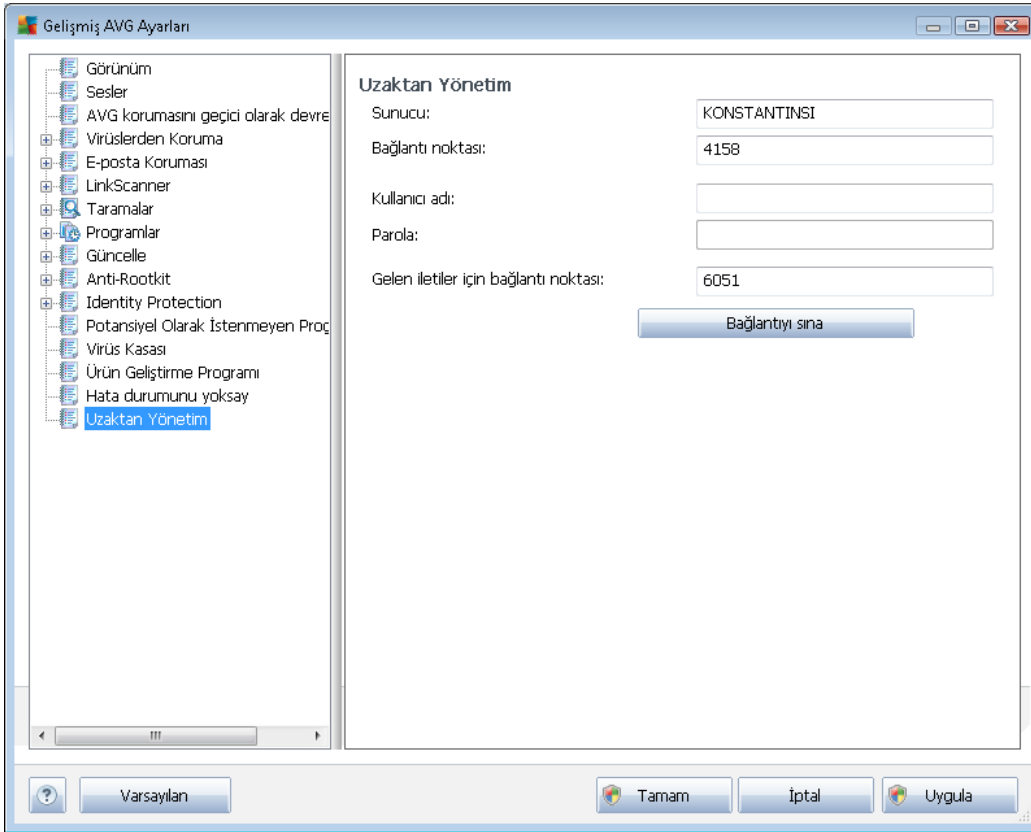 Gelişmiş AVG Ayarları
Görünüm
Sesler
AVG korumasını geçici olarak devre
Virüslerden Koruma
E-posta Koruması
LinkScanner
Taramalar
Programlar
Güncelle
Anti-Rootkit
Identity Protection
Potansiyel Olarak İstenmeyen Prog
Virüs Kasası
Ürün Geliştirme Programı
Hata durumunu yoksay
Uzaktan Yönetim
Uzaktan Yönetim
Sunucu: KONSTANTINSI
Bağlantı noktası: 4158
Kullanıcı adı:
Parola:
Gelen iletiler için bağlantı noktası: 6051
Bağlantıyı sına
? Varsayılan Tamam İptal Uygula